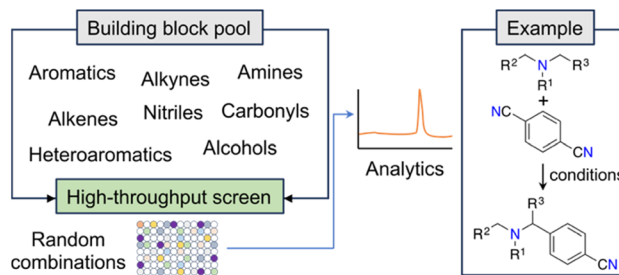 Building block pool
Aromatics
Alkynes
Amines
Alkenes
Nitriles
Carbonyls
Heteroaromatics
Alcohols
High-throughput screen
Random
combinations
Analytics
Example
R² N R³
R¹
+
NC
CN
conditions
R³
R² N
R¹
CN